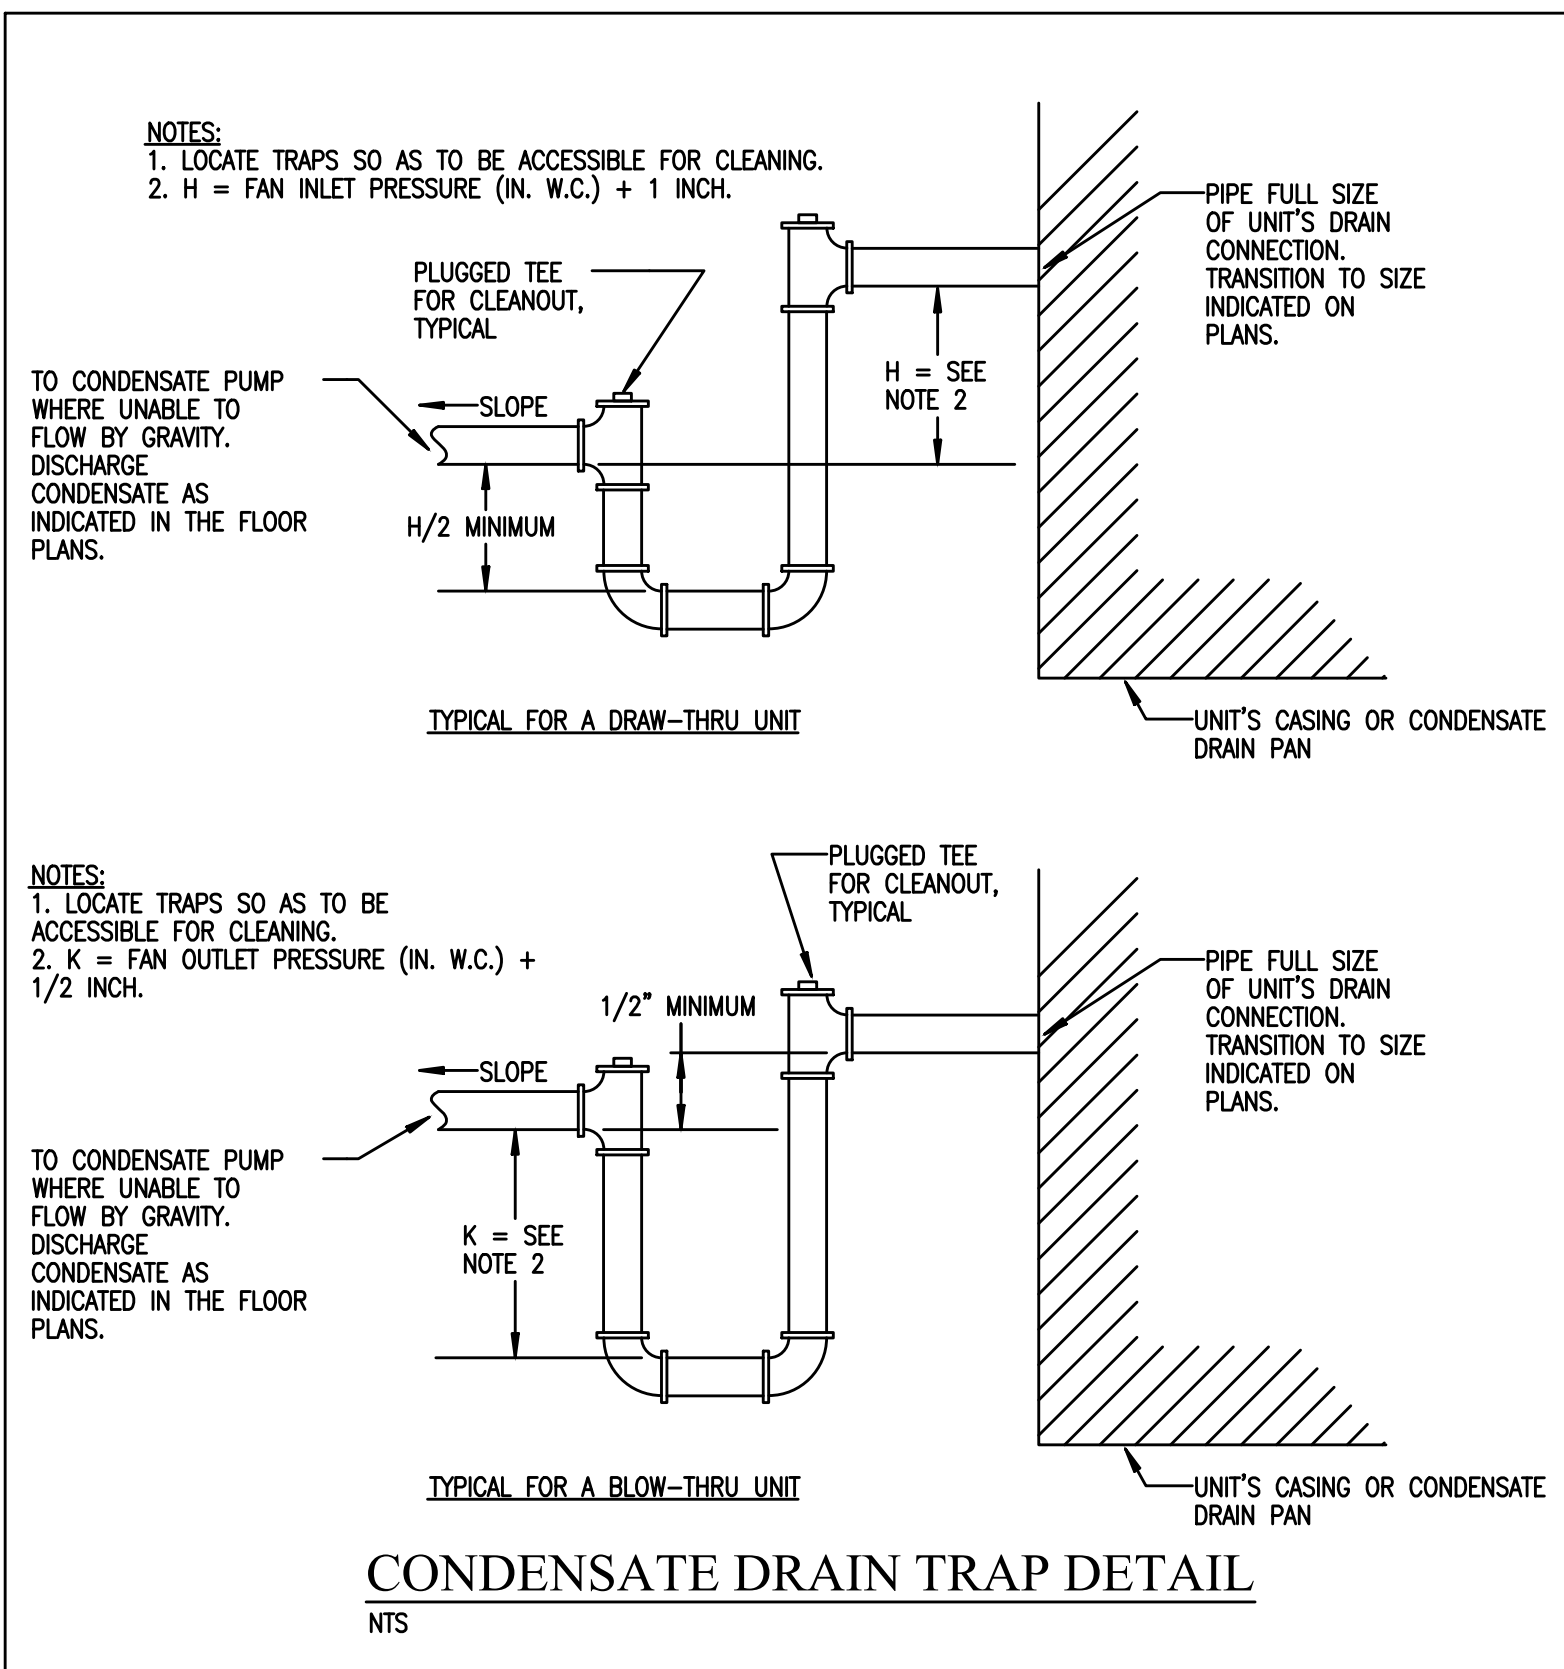 NOTES:
1. LOCATE TRAPS SO AS TO BE ACCESSIBLE FOR CLEANING.
2. H = FAN INLET PRESSURE (IN. W.C.) + 1 INCH.
PIPE FULL SIZE
OF UNIT'S DRAIN
CONNECTION.
TRANSITION TO SIZE
INDICATED ON
PLANS.
PLUGGED TEE
FOR CLEANOUT,
TYPICAL
H = SEE
NOTE 2
TO CONDENSATE PUMP
WHERE UNABLE TO
FLOW BY GRAVITY.
DISCHARGE
CONDENSATE AS
INDICATED IN THE FLOOR
PLANS.
SLOPE
H/2 MINIMUM
TYPICAL FOR A DRAW-THRU UNIT
UNIT'S CASING OR CONDENSATE
DRAIN PAN
NOTES:
1. LOCATE TRAPS SO AS TO BE
ACCESSIBLE FOR CLEANING.
2. K = FAN OUTLET PRESSURE (IN. W.C.) +
1/2 INCH.
PLUGGED TEE
FOR CLEANOUT,
TYPICAL
PIPE FULL SIZE
OF UNIT'S DRAIN
CONNECTION.
TRANSITION TO SIZE
INDICATED ON
PLANS.
1/2" MINIMUM
SLOPE
TO CONDENSATE PUMP
WHERE UNABLE TO
FLOW BY GRAVITY.
DISCHARGE
CONDENSATE AS
INDICATED IN THE FLOOR
PLANS.
K = SEE
NOTE 2
TYPICAL FOR A BLOW-THRU UNIT
UNIT'S CASING OR CONDENSATE
DRAIN PAN
CONDENSATE DRAIN TRAP DETAIL
NTS